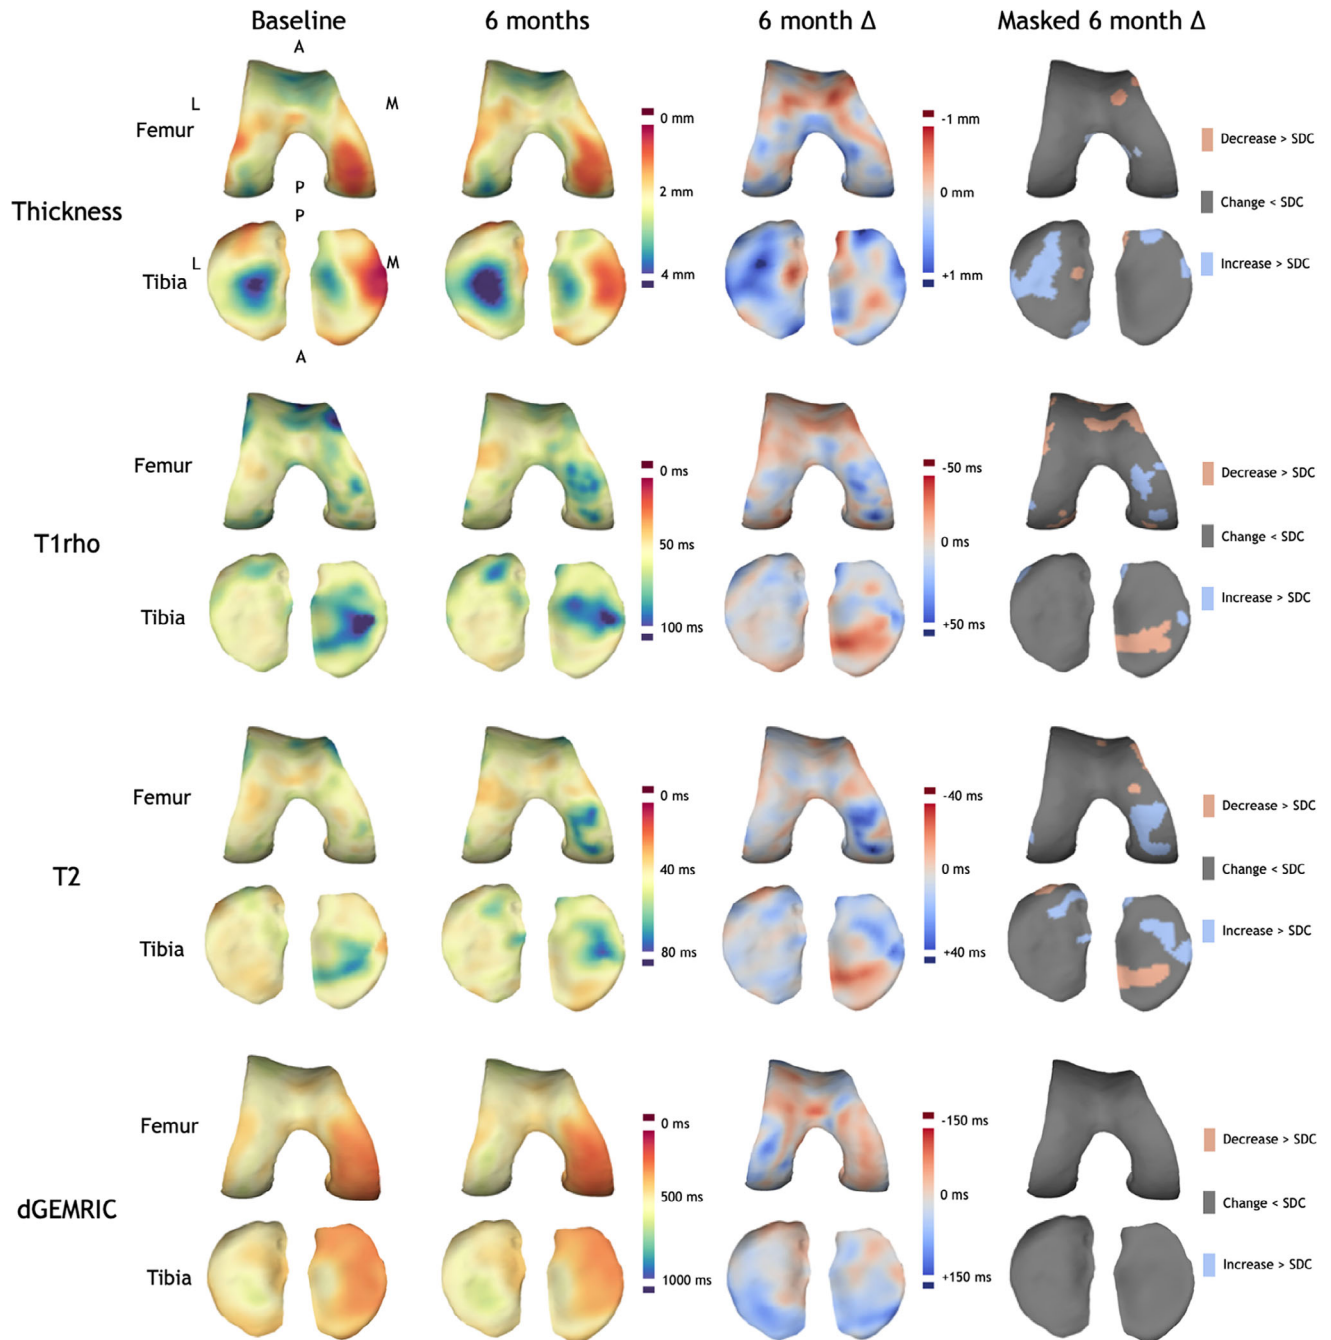 Baseline 6 months 6 month Δ Masked 6 month Δ
A
L M
Femur
P
Thickness
P
L M
Tibia
A
0 mm
2 mm
4 mm
-1 mm
0 mm
+1 mm
Decrease > SDC
Change < SDC
Increase > SDC
Femur
T1rho
Tibia
0 ms
50 ms
100 ms
-50 ms
0 ms
+50 ms
Decrease > SDC
Change < SDC
Increase > SDC
Femur
T2
Tibia
0 ms
40 ms
80 ms
-40 ms
0 ms
+40 ms
Decrease > SDC
Change < SDC
Increase > SDC
Femur
dGEMRIC
Tibia
0 ms
500 ms
1000 ms
-150 ms
0 ms
+150 ms
Decrease > SDC
Change < SDC
Increase > SDC